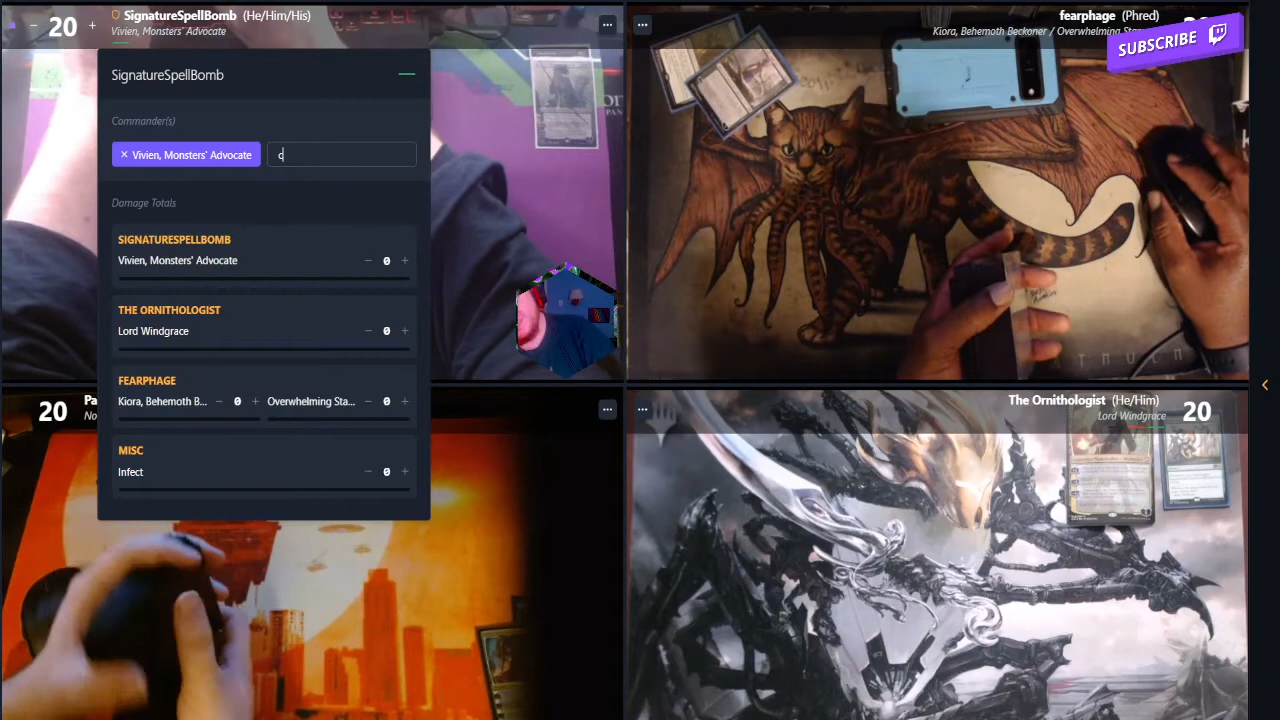 − 20 + SignatureSpellBomb (He/Him/His)
Vivien, Monsters' Advocate
fearphage (Phred)
Kiora, Behemoth Beckoner / Overwhelming
SUBSCRIBE
SignatureSpellBomb
Commander(s)
× Vivien, Monsters' Advocate
c
Damage Totals
SIGNATURESPELLBOMB
Vivien, Monsters' Advocate − 0 +
THE ORNITHOLOGIST
Lord Windgrace − 0 +
FEARPHAGE
Kiora, Behemoth B... − 0 + Overwhelming Sta... − 0 +
MISC
Infect − 0 +
20 Pa
No
The Ornithologist (He/Him) 20
Lord Windgrace